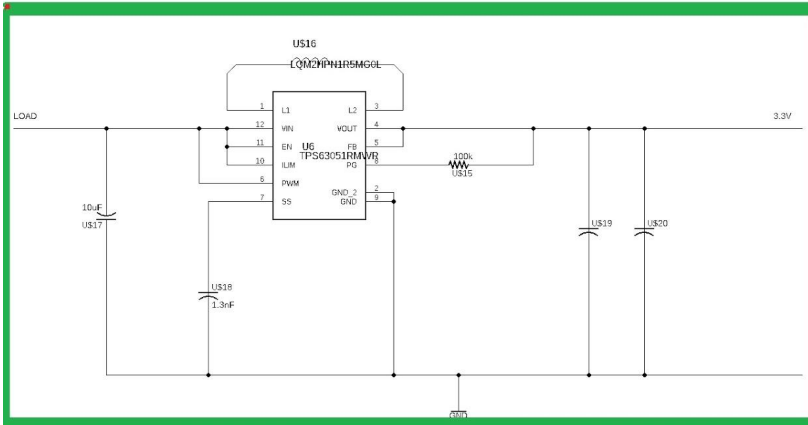 U$16
LQM2HPN1R5MG0L
LOAD
3.3V
1 L1
L2 3
12 VIN
VOUT 4
11 EN
FB 5
U6
TPS63051RMWR
10 ILIM
PG 8
100k
U$15
6 PWM
GND_2 2
7 SS
GND 9
10uF
U$17
U$19
U$20
U$18
1.3nF
GND